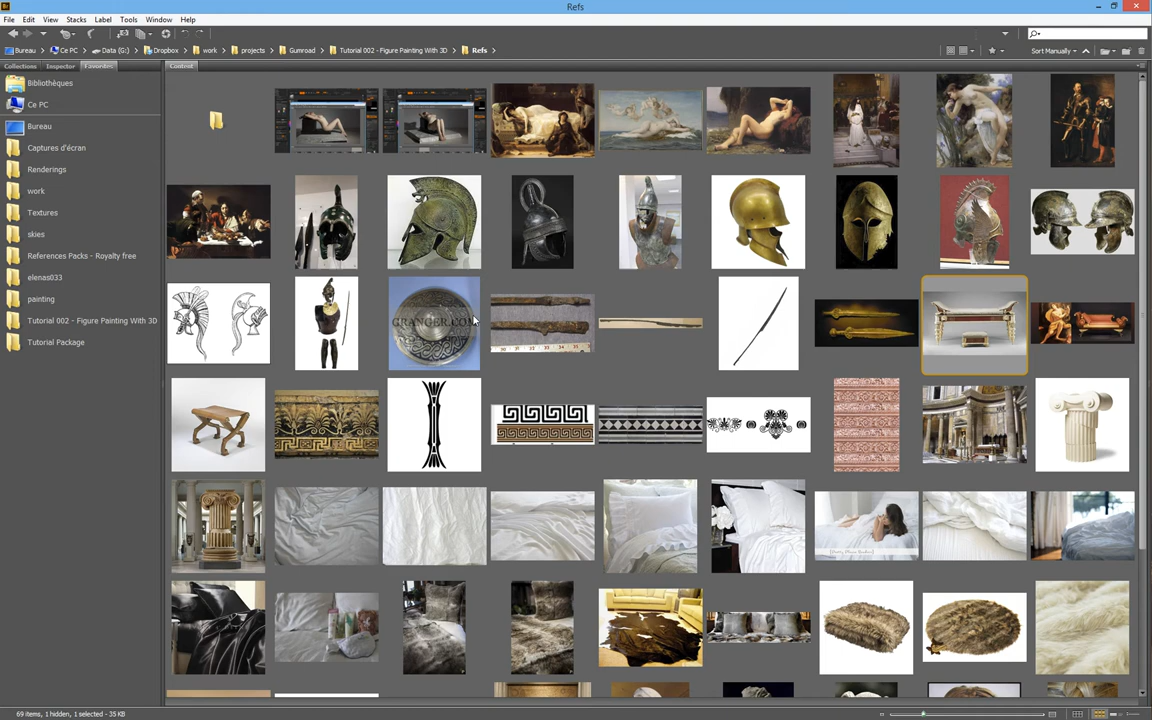 Br
Refs
File Edit View Stacks Label Tools Window Help
Bureau Ce PC Data (G:) Dropbox work projects Gumroad Tutorial 002 - Figure Painting With 3D Refs
Sort Manually
Collections Inspector Favorites
Content
Bibliothèques
Ce PC
Bureau
Captures d'écran
Renderings
work
Textures
skies
References Packs - Royalty free
elenas033
painting
Tutorial 002 - Figure Painting With 3D
Tutorial Package
GRANGER.COM
69 items, 1 hidden, 1 selected - 35 KB